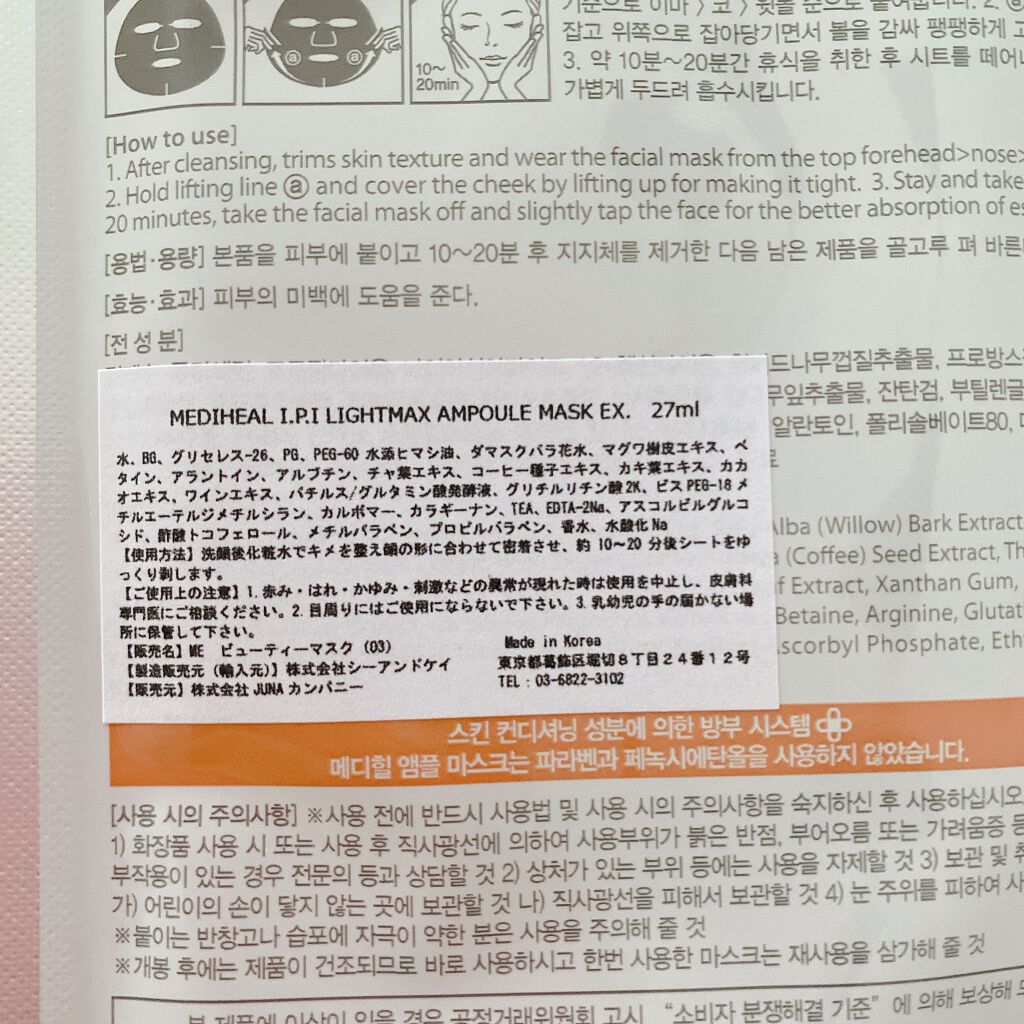 기준으로 이마 > 코 > 윗볼 순으로 붙여줍니다. 2. ⓐ
잡고 위쪽으로 잡아당기면서 볼을 감싸 팽팽하게 고
3. 약 10분~20분간 휴식을 취한 후 시트를 떼어
가볍게 두드려 흡수시킵니다.
ⓐ ⓐ
10~
20min
[How to use]
1. After cleansing, trims skin texture and wear the facial mask from the top forehead>nose>
2. Hold lifting line ⓐ and cover the cheek by lifting up for making it tight. 3. Stay and take
20 minutes, take the facial mask off and slightly tap the face for the better absorption of es
[용법·용량] 본품을 피부에 붙이고 10~20분 후 지지체를 제거한 다음 남은 제품을 골고루 펴 바른
[효능·효과] 피부의 미백에 도움을 준다.
[전성분]
드나무껍질추출물, 프로방스
무잎추출물, 잔탄검, 부틸렌글
알란토인, 폴리솔베이트80,
료
MEDIHEAL I.P.I LIGHTMAX AMPOULE MASK EX. 27ml
水、BG、グリセレス-26、PG、PEG-60 水添ヒマシ油、ダマスクバラ花水、マグワ樹皮エキス、ベ
タイン、アラントイン、アルブチン、チャ葉エキス、コーヒー種子エキス、カキ葉エキス、カカ
オエキス、ワインエキス、バチルス/グルタミン酸発酵液、グリチルリチン酸2K、ビスPEG-18メ
チルエーテルジメチルシラン、カルボマー、カラギーナン、TEA、EDTA-2Na、アスコルビルグルコ
シド、酢酸トコフェロール、メチルパラベン、プロピルパラベン、香水、水酸化Na
【使用方法】洗顔後化粧水でキメを整え顔の形に合わせて密着させ、約10~20分後シートをゆ
っくり剥します。
【ご使用上の注意】1.赤み・はれ・かゆみ・刺激などの異常が現れた時は使用を中止し、皮膚科
専門医にご相談ください。2.目周りにはご使用にならないで下さい。3.乳幼児の手の届かない場
所に保管して下さい。
【販売名】ME ビューティーマスク(03)
【製造販売元(輸入元)】株式会社シーアンドケイ
【販売元】株式会社JUNAカンパニー
Made in Korea
東京都葛飾区堀切8丁目24番12号
TEL:03-6822-3102
Alba (Willow) Bark Extract
a (Coffee) Seed Extract, Th
f Extract, Xanthan Gum,
Betaine, Arginine, Glutat
Ascorbyl Phosphate, Eth
스킨 컨디셔닝 성분에 의한 방부 시스템
메디힐 앰플 마스크는 파라벤과 페녹시에탄올을 사용하지 않았습니다.
[사용 시의 주의사항] ※사용 전에 반드시 사용법 및 사용 시의 주의사항을 숙지하신 후 사용하십시오
1) 화장품 사용 시 또는 사용 후 직사광선에 의하여 사용부위가 붉은 반점, 부어오름 또는 가려움증 등
부작용이 있는 경우 전문의 등과 상담할 것 2) 상처가 있는 부위 등에는 사용을 자제할 것 3) 보관 및 취
가) 어린이의 손이 닿지 않는 곳에 보관할 것 나) 직사광선을 피해서 보관할 것 4) 눈 주위를 피하여 사
※붙이는 반창고나 습포에 자극이 약한 분은 사용을 주의해 줄 것
※개봉 후에는 제품이 건조되므로 바로 사용하시고 한번 사용한 마스크는 재사용을 삼가해 줄 것
본 제품에 이상이 있을 경우 공정거래위원회 고시 “소비자 분쟁해결 기준” 에 의해 보상해 드